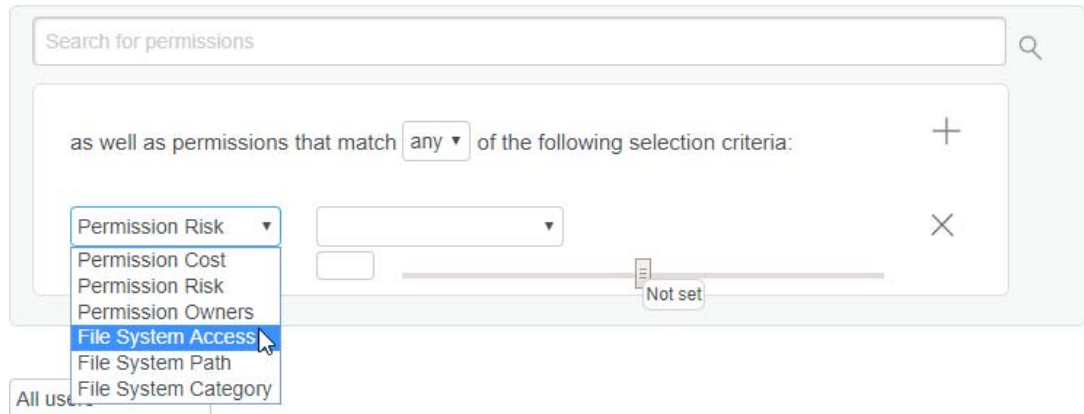 Search for permissions
as well as permissions that match any of the following selection criteria:
Permission Risk
Permission Cost
Permission Risk
Permission Owners
File System Access
File System Path
File System Category
Not set
All users